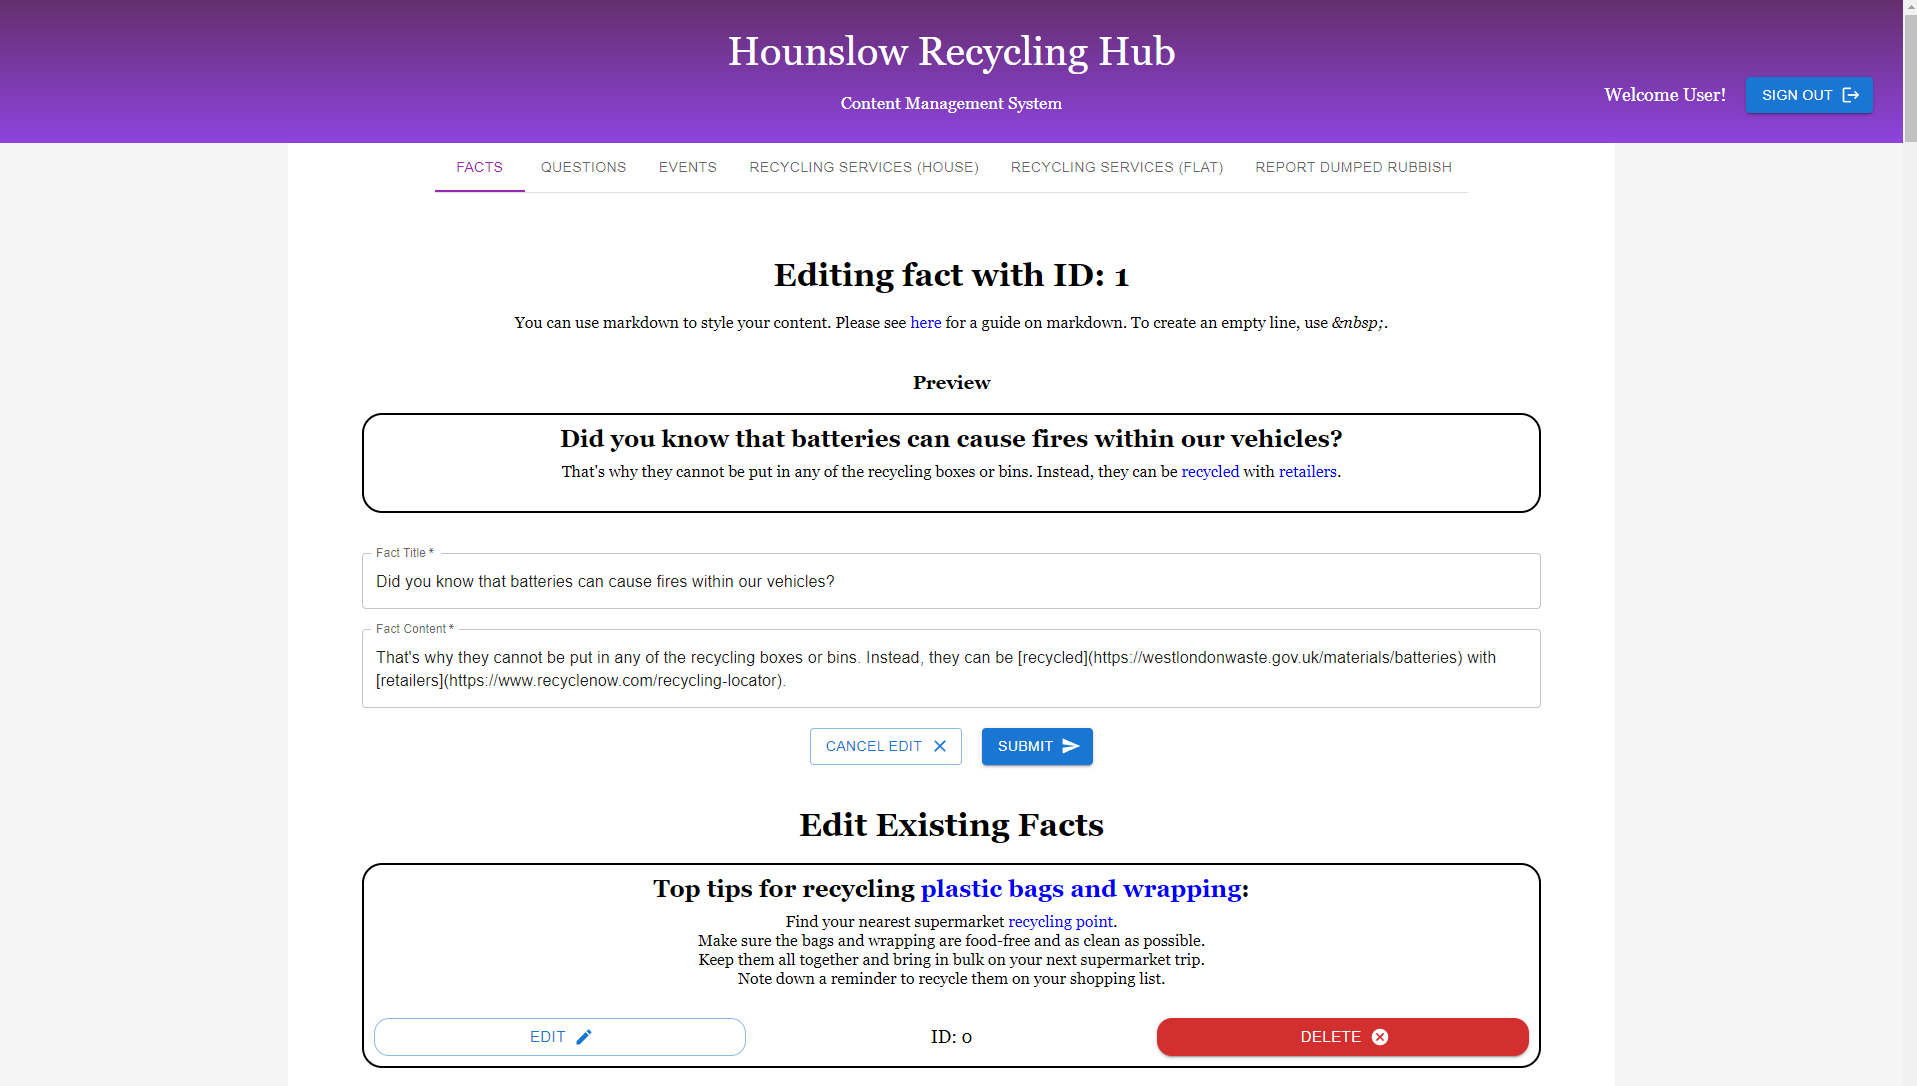 Hounslow Recycling Hub
Content Management System
Welcome User!
SIGN OUT
FACTS
QUESTIONS
EVENTS
RECYCLING SERVICES (HOUSE)
RECYCLING SERVICES (FLAT)
REPORT DUMPED RUBBISH
Editing fact with ID: 1
You can use markdown to style your content. Please see here for a guide on markdown. To create an empty line, use &nbsp;.
Preview
Did you know that batteries can cause fires within our vehicles?
That's why they cannot be put in any of the recycling boxes or bins. Instead, they can be recycled with retailers.
Fact Title *
Did you know that batteries can cause fires within our vehicles?
Fact Content *
That's why they cannot be put in any of the recycling boxes or bins. Instead, they can be [recycled](https://westlondonwaste.gov.uk/materials/batteries) with
[retailers](https://www.recyclenow.com/recycling-locator).
CANCEL EDIT
SUBMIT
Edit Existing Facts
Top tips for recycling plastic bags and wrapping:
Find your nearest supermarket recycling point.
Make sure the bags and wrapping are food-free and as clean as possible.
Keep them all together and bring in bulk on your next supermarket trip.
Note down a reminder to recycle them on your shopping list.
EDIT
ID: 0
DELETE